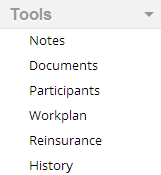 Tools
Notes
Documents
Participants
Workplan
Reinsurance
History